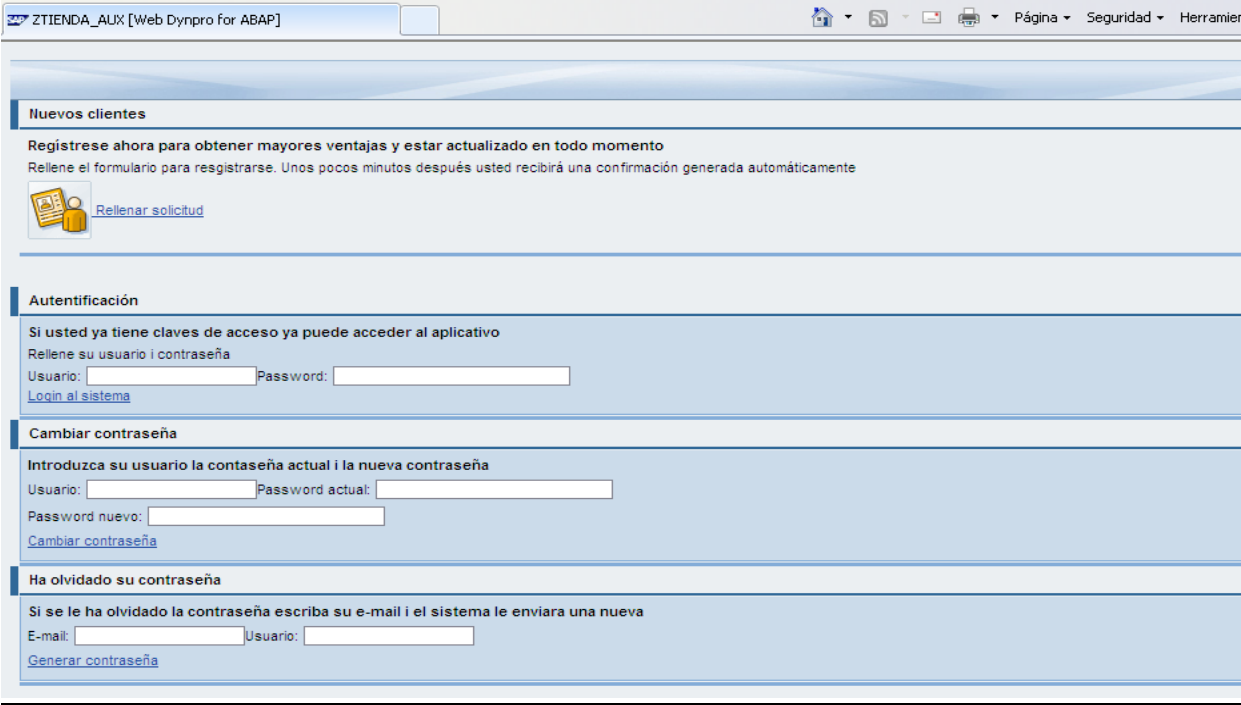 SAP ZTIENDA_AUX [Web Dynpro for ABAP]
Página Seguridad Herramier
Nuevos clientes
Regístrese ahora para obtener mayores ventajas y estar actualizado en todo momento
Rellene el formulario para resgistrarse. Unos pocos minutos después usted recibirá una confirmación generada automáticamente
Rellenar solicitud
Autentificación
Si usted ya tiene claves de acceso ya puede acceder al aplicativo
Rellene su usuario i contraseña
Usuario: Password:
Login al sistema
Cambiar contraseña
Introduzca su usuario la contaseña actual i la nueva contraseña
Usuario: Password actual:
Password nuevo:
Cambiar contraseña
Ha olvidado su contraseña
Si se le ha olvidado la contraseña escriba su e-mail i el sistema le enviara una nueva
E-mail: Usuario:
Generar contraseña